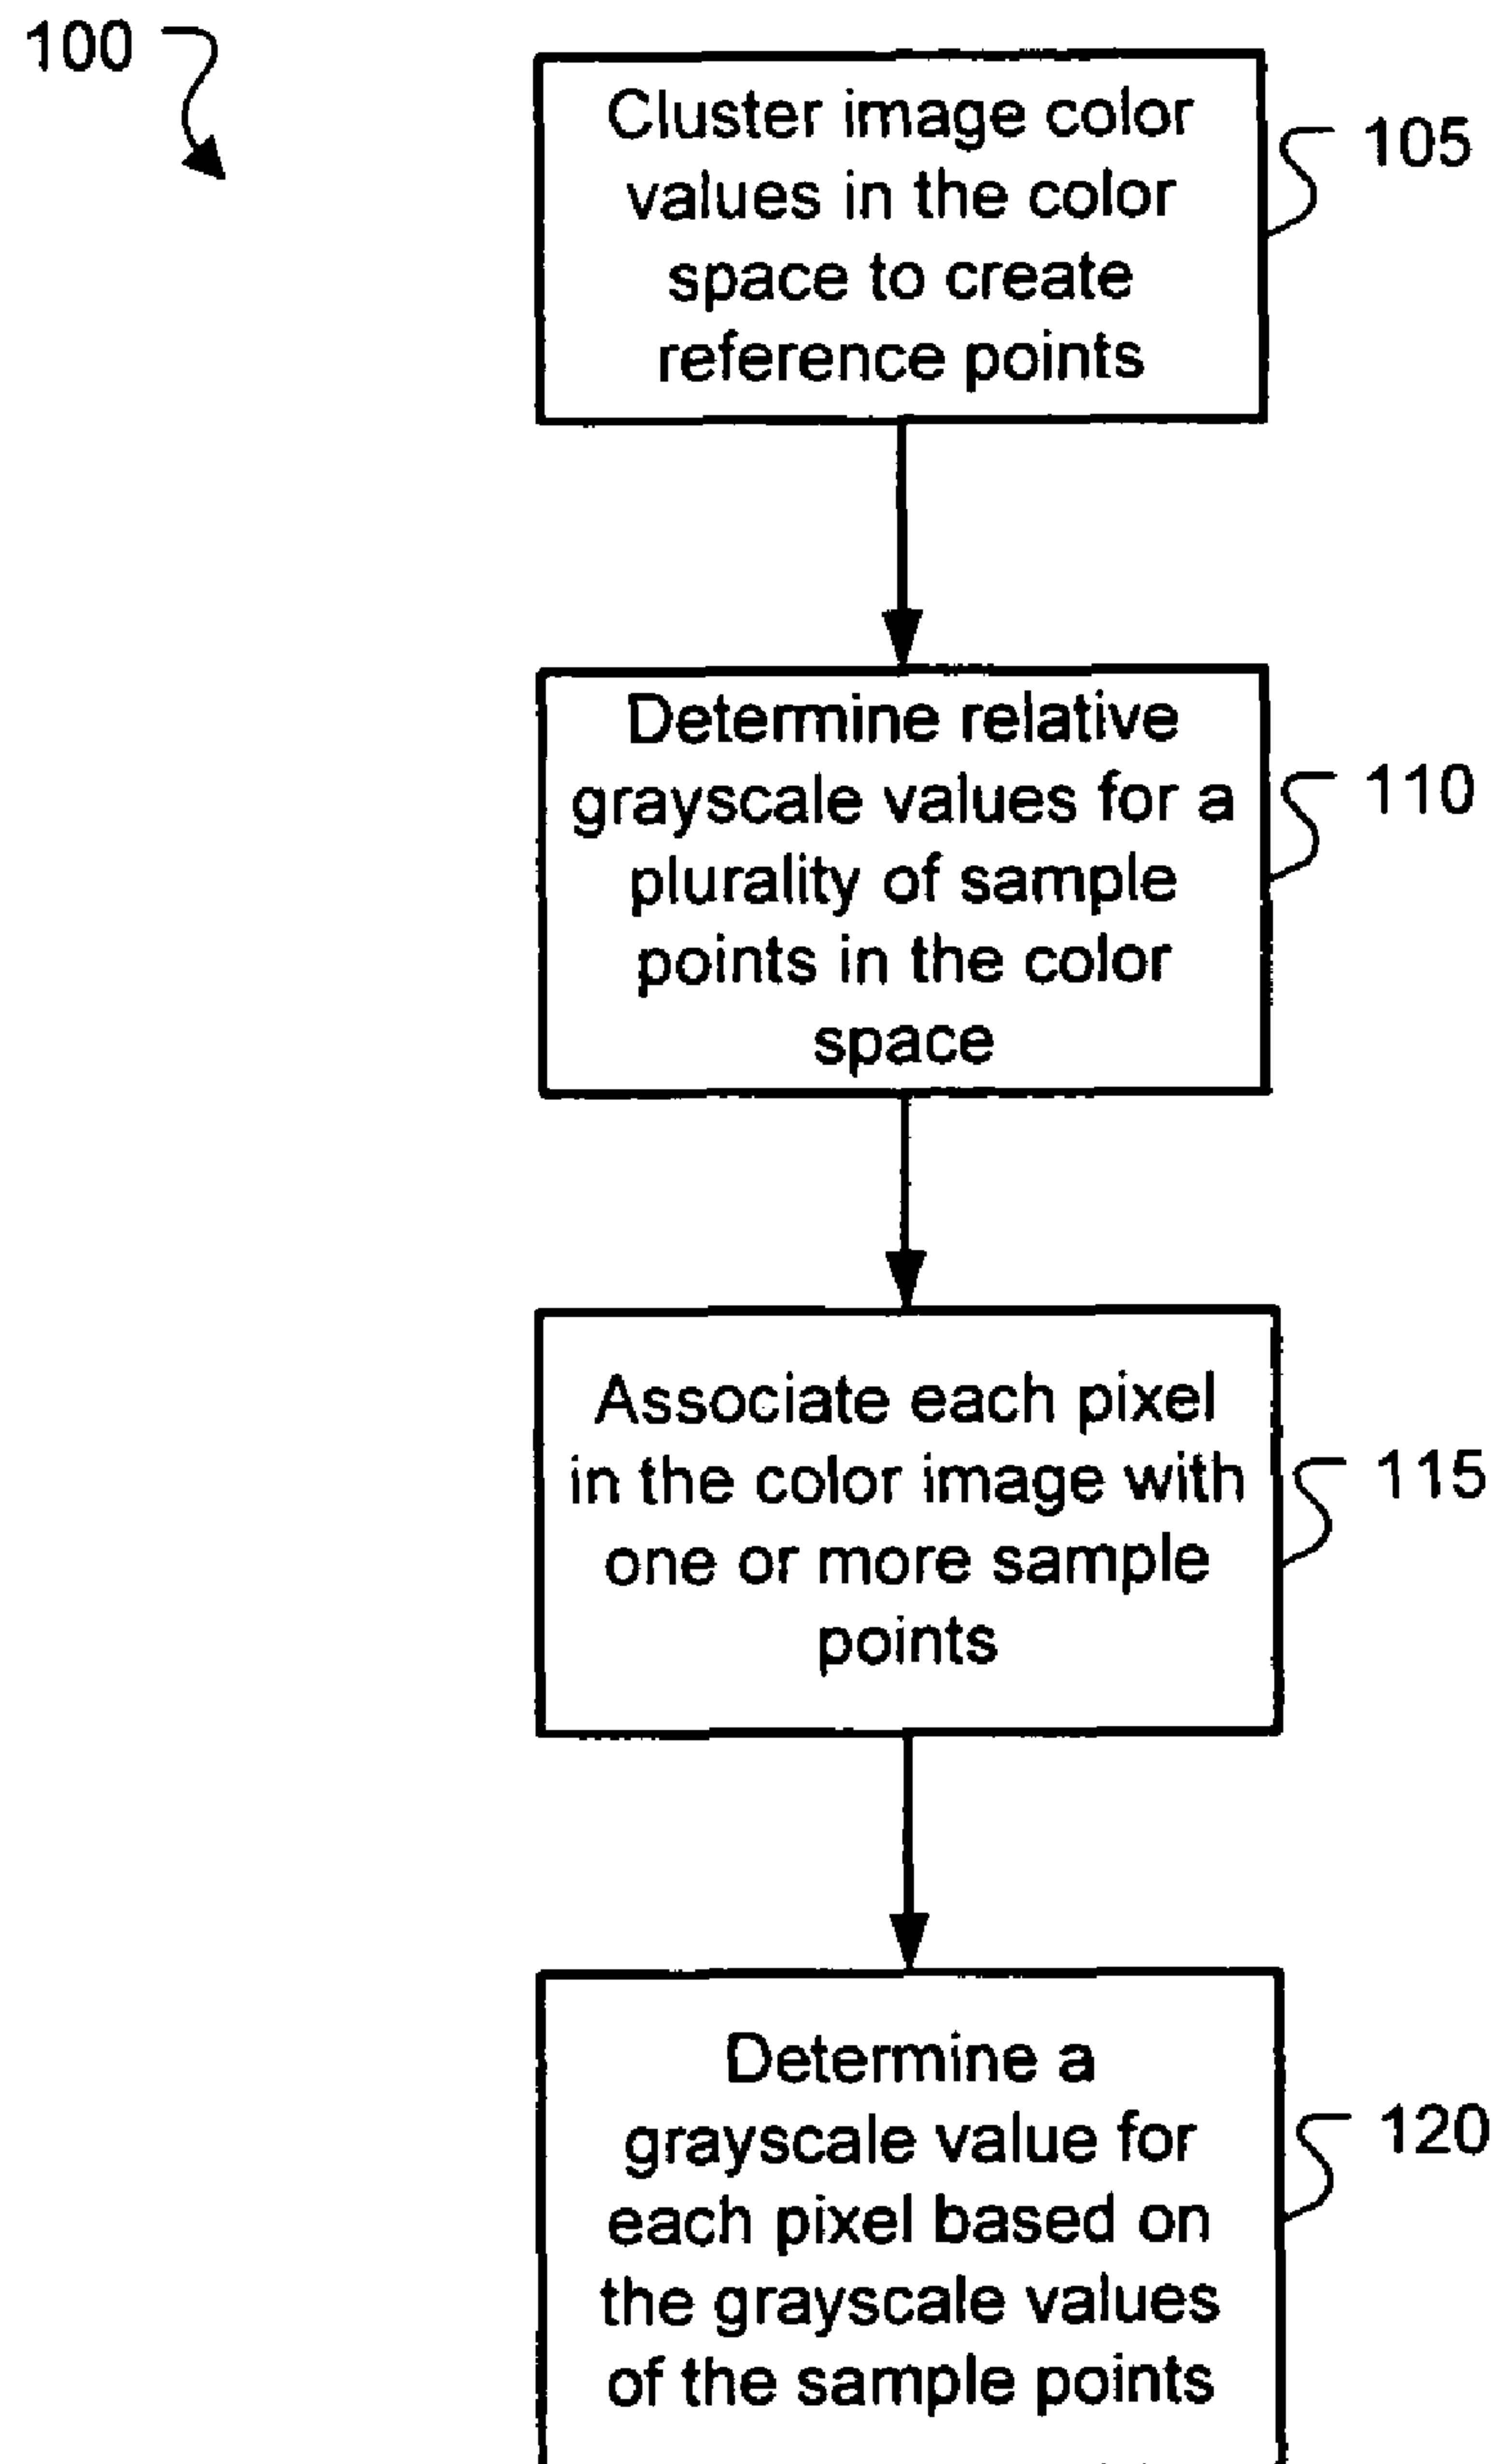 100
Cluster image color
values in the color
space to create
reference points
105
Determine relative
grayscale values for a
plurality of sample
points in the color
space
110
Associate each pixel
in the color image with
one or more sample
points
115
Determine a
grayscale value for
each pixel based on
the grayscale values
of the sample points
120